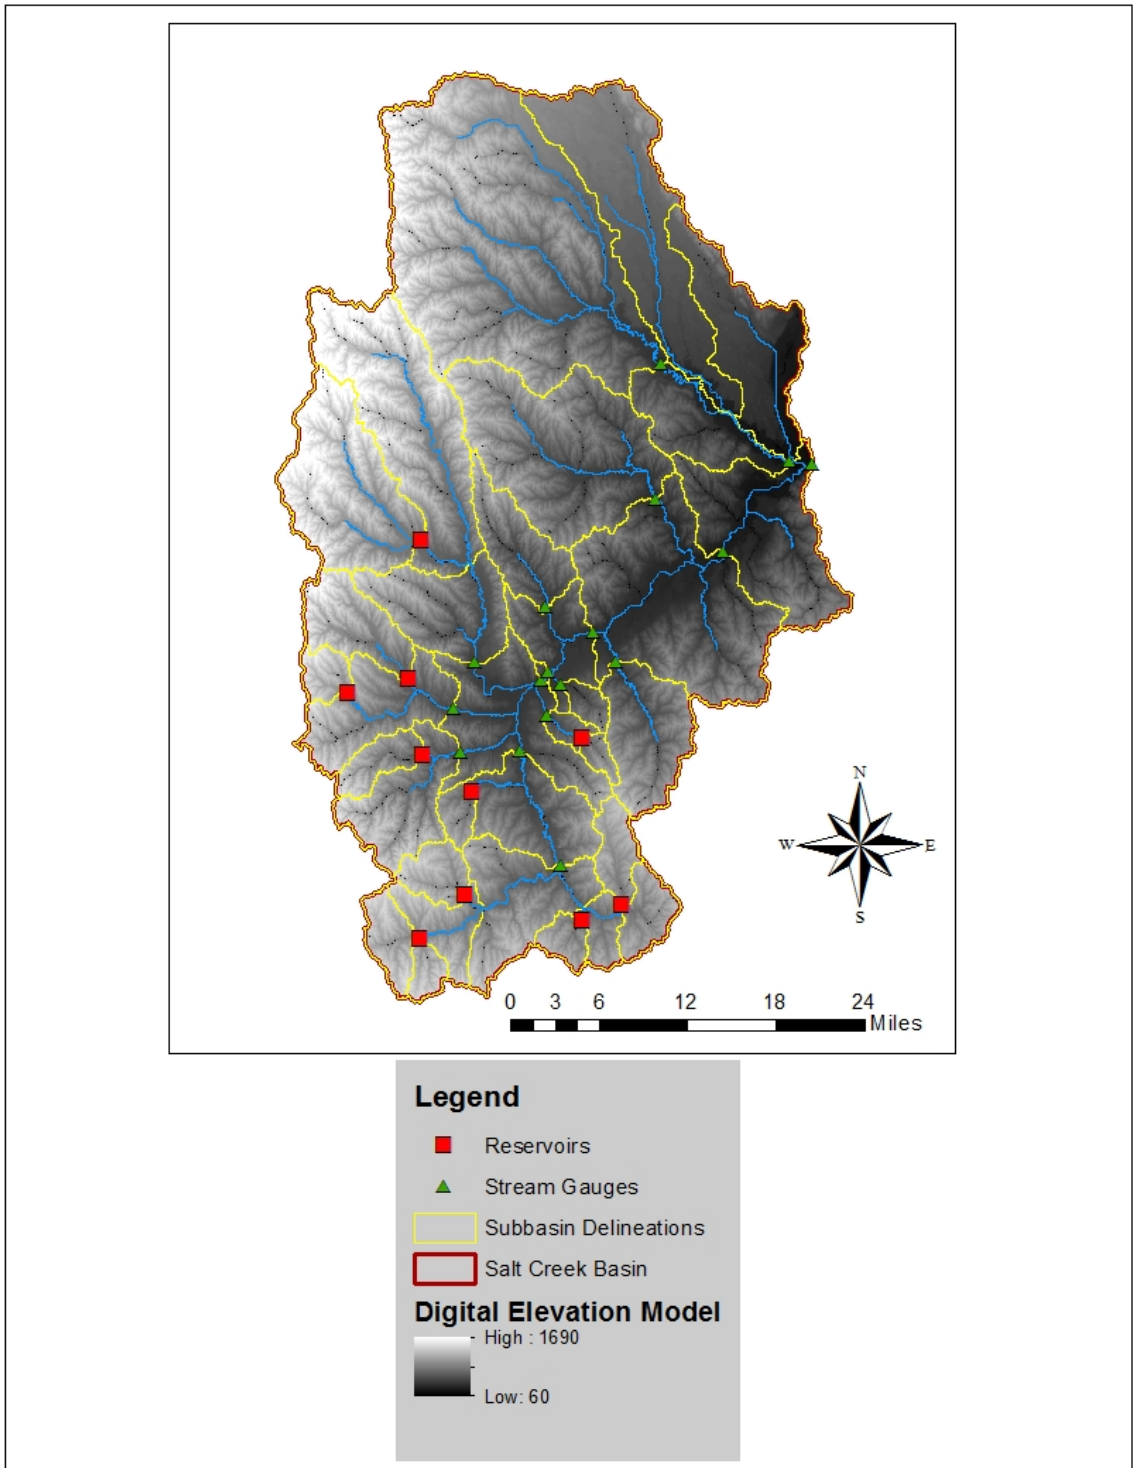 N
W E
S
0 3 6 12 18 24
Miles
Legend
Reservoirs
Stream Gauges
Subbasin Delineations
Salt Creek Basin
Digital Elevation Model
High : 1690
Low: 60